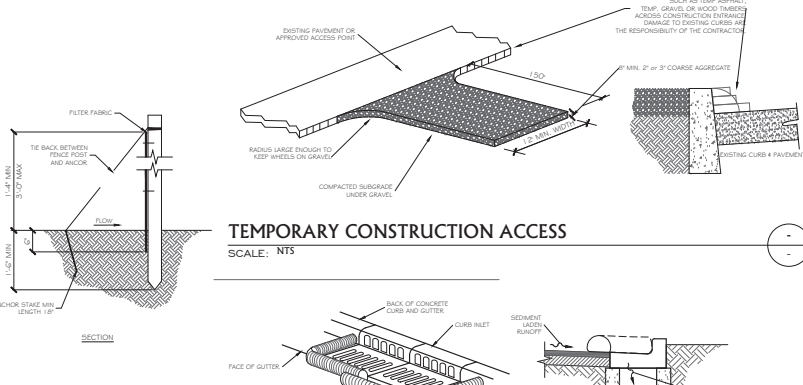 SUCH AS TEMP ASPHALT,
TEMP. GRAVEL OR WOOD TIMBERS
ACROSS CONSTRUCTION ENTRANCE.
DAMAGE TO EXISTING CURBS ARE
THE RESPONSIBILITY OF THE CONTRACTOR.
EXISTING PAVEMENT OR
APPROVED ACCESS POINT
150'
MIN. 2" or 3" COARSE AGGREGATE
12 MIN. WIDTH
RADIUS LARGE ENOUGH TO
KEEP WHEELS ON GRAVEL
COMPACTED SUBGRADE
UNDER GRAVEL
EXISTING CURB & PAVEMENT
FILTER FABRIC
TIE BACK BETWEEN
FENCE POST
AND ANCOR.
1'-4" MIN
3'-0" MAX
FLOW
1'-6" MIN
STAKE MIN
LENGTH 18"
SECTION
TEMPORARY CONSTRUCTION ACCESS
SCALE: NTS
-
-
BACK OF CONCRETE
CURB AND GUTTER
CURB INLET
FACE OF GUTTER
SEDIMENT
LADEN
RUNOFF